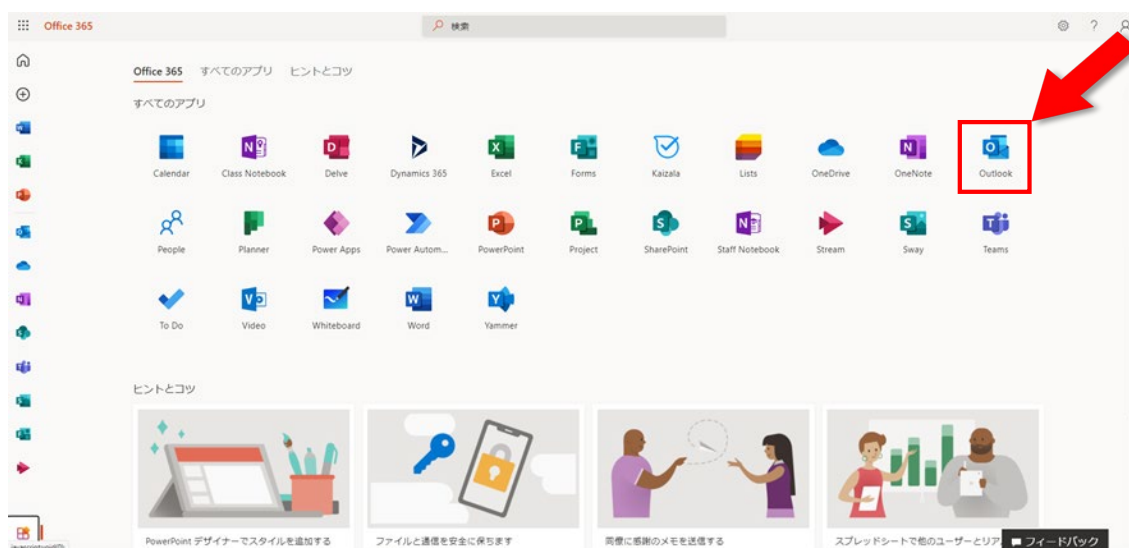 Office 365
検索
?
Office 365 すべてのアプリ ヒントとコツ
すべてのアプリ
Calendar Class Notebook Delve Dynamics 365 Excel Forms Kaizala Lists OneDrive OneNote Outlook
People Planner Power Apps Power Autom... PowerPoint Project SharePoint Staff Notebook Stream Sway Teams
To Do Video Whiteboard Word Yammer
ヒントとコツ
PowerPoint デザイナーでスタイルを追加する ファイルと通信を安全に保ちます 同僚に感謝のメモを送信する スプレッドシートで他のユーザーとリア
フィードバック